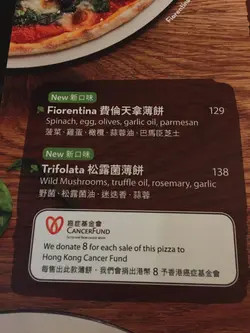 Fiorentina
New 新口味
Fiorentina 費倫天拿薄餅 129
Spinach, egg, olives, garlic oil, parmesan
菠菜·雞蛋·橄欖·蒜蓉油·巴馬臣芝士
New 新口味
Trifolata 松露菌薄餅 138
Wild Mushrooms, truffle oil, rosemary, garlic
野菌·松露菌油·迷迭香·蒜蓉
癌症基金會
CANCERFUND
We donate 8 for each sale of this pizza to
Hong Kong Cancer Fund
每售出此款薄餅，我們會捐出港幣 8 予香港癌症基金會